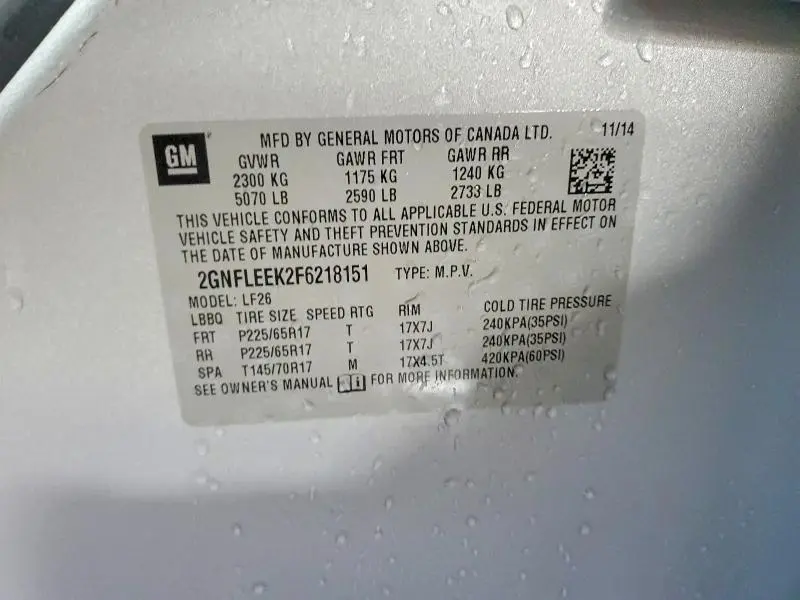 GM MFD BY GENERAL MOTORS OF CANADA LTD. 11/14
GVWR GAWR FRT GAWR RR
2300 KG 1175 KG 1240 KG
5070 LB 2590 LB 2733 LB
THIS VEHICLE CONFORMS TO ALL APPLICABLE U.S. FEDERAL MOTOR
VEHICLE SAFETY AND THEFT PREVENTION STANDARDS IN EFFECT ON
THE DATE OF MANUFACTURE SHOWN ABOVE.
2GNFLEEK2F6218151 TYPE: M.P.V.
MODEL: LF26
LBBQ TIRE SIZE SPEED RTG RIM COLD TIRE PRESSURE
FRT P225/65R17 T 17X7J 240KPA(35PSI)
RR P225/65R17 T 17X7J 240KPA(35PSI)
SPA T145/70R17 M 17X4.5T 420KPA(60PSI)
SEE OWNER'S MANUAL FOR MORE INFORMATION.